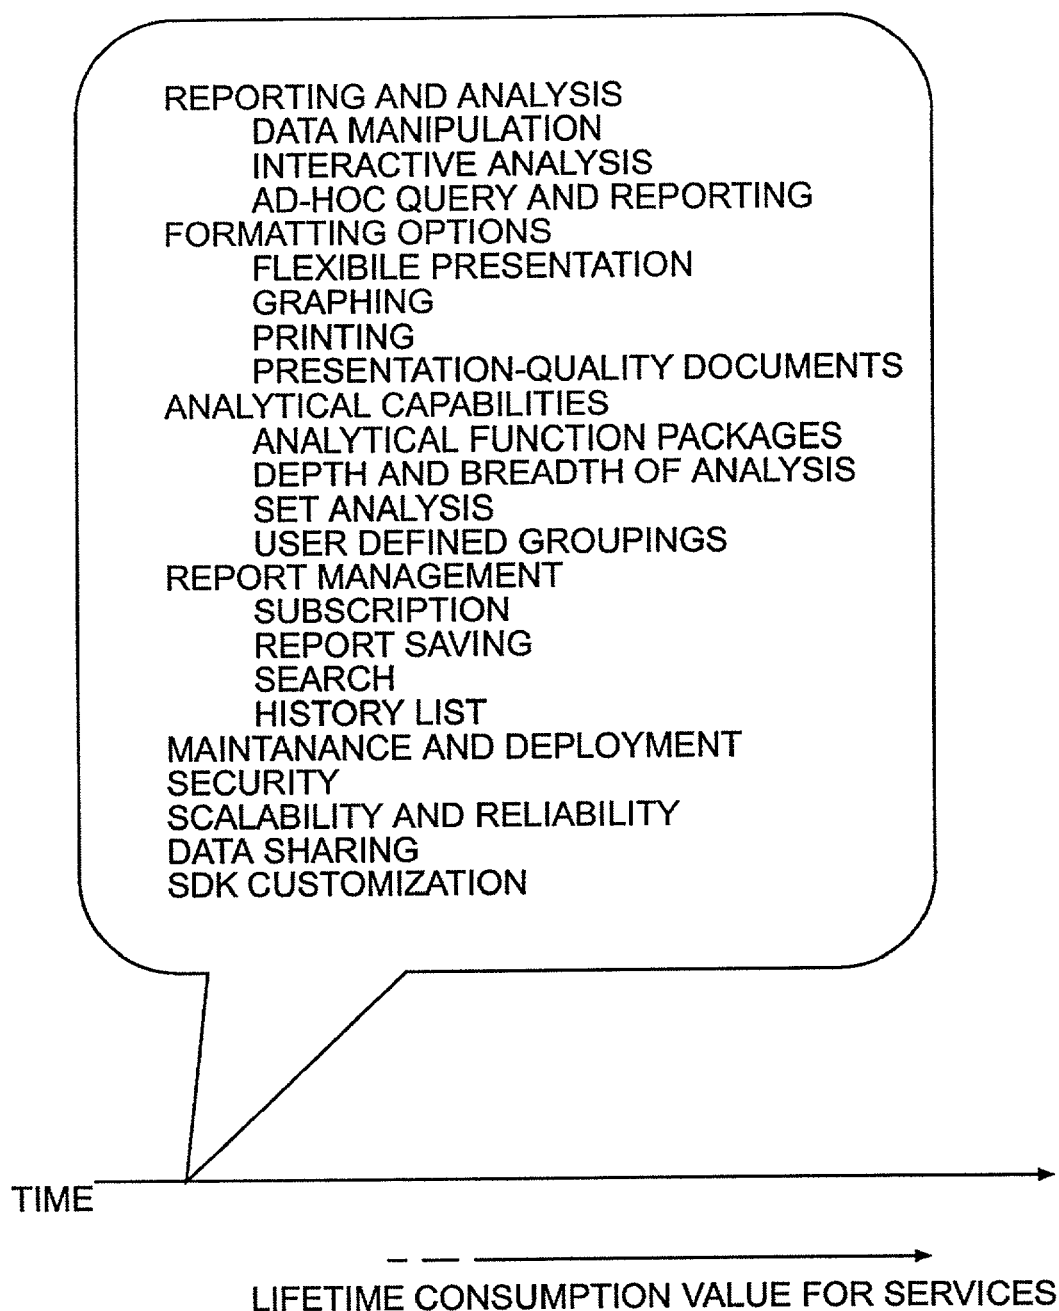 REPORTING AND ANALYSIS
DATA MANIPULATION
INTERACTIVE ANALYSIS
AD-HOC QUERY AND REPORTING
FORMATTING OPTIONS
FLEXIBILE PRESENTATION
GRAPHING
PRINTING
PRESENTATION-QUALITY DOCUMENTS
ANALYTICAL CAPABILITIES
ANALYTICAL FUNCTION PACKAGES
DEPTH AND BREADTH OF ANALYSIS
SET ANALYSIS
USER DEFINED GROUPINGS
REPORT MANAGEMENT
SUBSCRIPTION
REPORT SAVING
SEARCH
HISTORY LIST
MAINTANANCE AND DEPLOYMENT
SECURITY
SCALABILITY AND RELIABILITY
DATA SHARING
SDK CUSTOMIZATION
TIME
LIFETIME CONSUMPTION VALUE FOR SERVICES